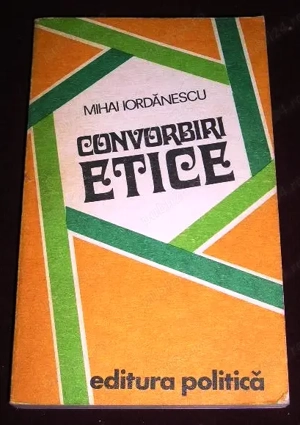 MIHAI IORDĂNESCU
CONVORBIRI
ETICE
editura politică